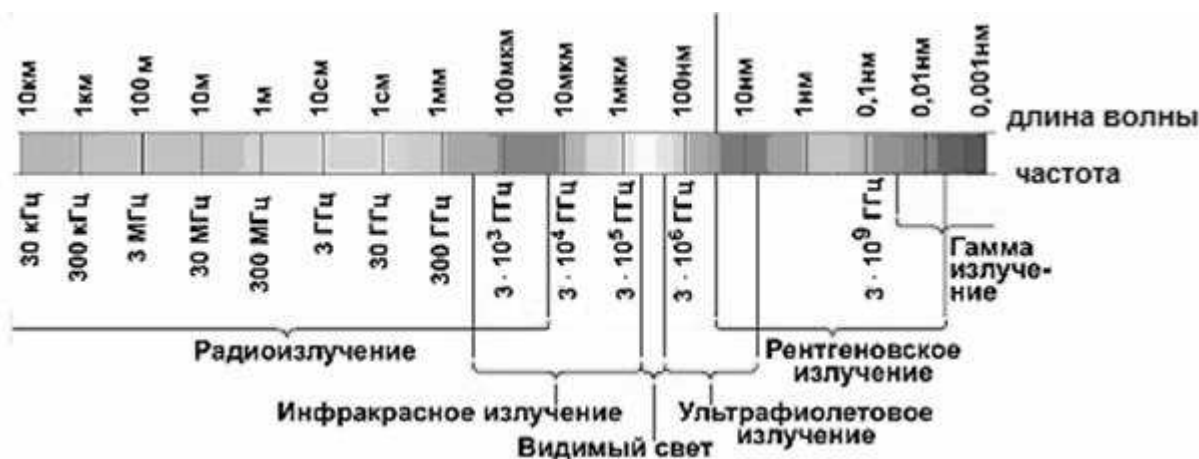 10км 1км 100 м 10м 1м 10см 1см 1мм 100мкм 10мкм 1мкм 100нм 10нм 1нм 0,1нм 0,01нм 0,001нм
длина волны
частота
30 кГц 300 кГц 3 МГц 30 МГц 300 МГц 3 ГГц 30 ГГц 300 ГГц 3 · 10³ ГГц 3 · 10⁴ ГГц 3 · 10⁵ ГГц 3 · 10⁶ ГГц 3 · 10⁹ ГГц
Гамма
излуче-
ние
Радиоизлучение
Рентгеновское
излучение
Инфракрасное излучение
Ультрафиолетовое
излучение
Видимый свет